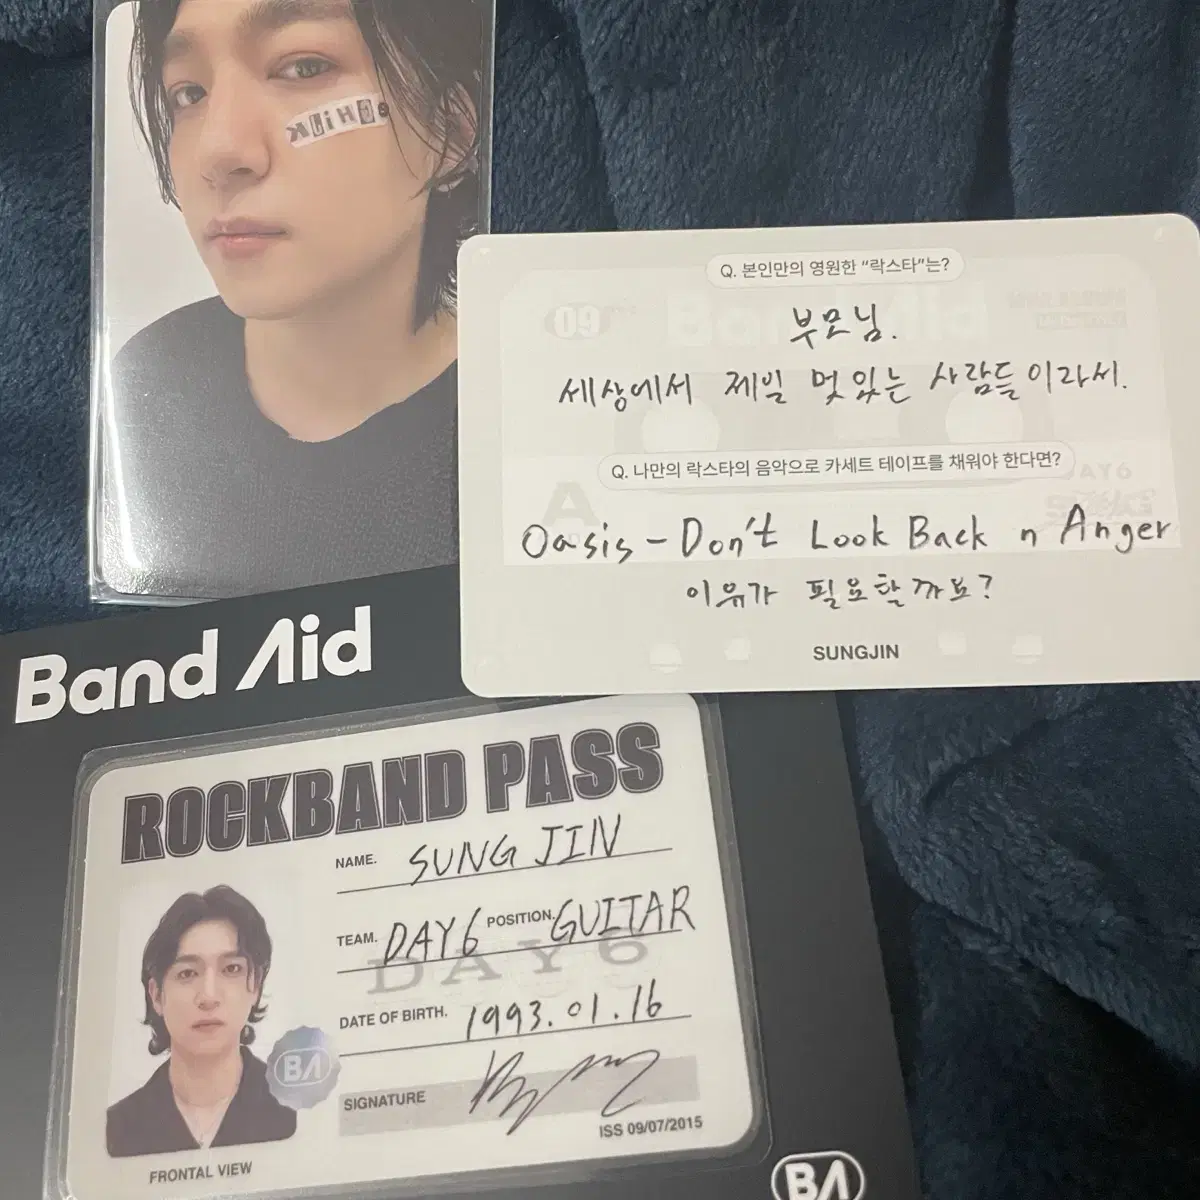 Q. 본인만의 영원한 “락스타”는?
부모님.
세상에서 제일 멋있는 사람들이라서.
Q. 나만의 락스타의 음악으로 카세트 테이프를 채워야 한다면?
Oasis - Don't Look Back n Anger
이유가 필요할까요?
SUNGJIN
09
Band Aid
A
DAY6
Band Aid
ROCKBAND PASS
NAME. SUNG JIN
TEAM. DAY6 POSITION. GUITAR
DAY6
DATE OF BIRTH. 1993.01.16
SIGNATURE
ISS 09/07/2015
FRONTAL VIEW
BA
BA